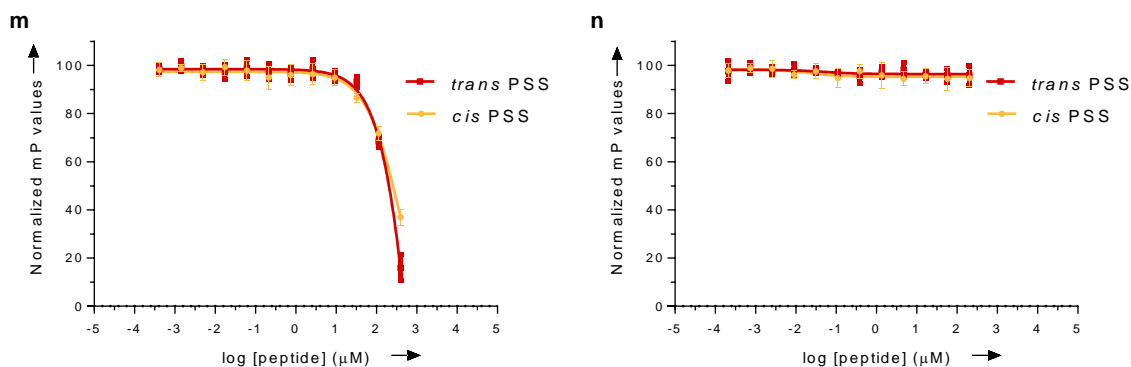 m
Normalized mP values
100
80
60
40
20
0
-5 -4 -3 -2 -1 0 1 2 3 4 5
log [peptide] (μM)
trans PSS
cis PSS
n
Normalized mP values
100
80
60
40
20
0
-5 -4 -3 -2 -1 0 1 2 3 4 5
log [peptide] (μM)
trans PSS
cis PSS